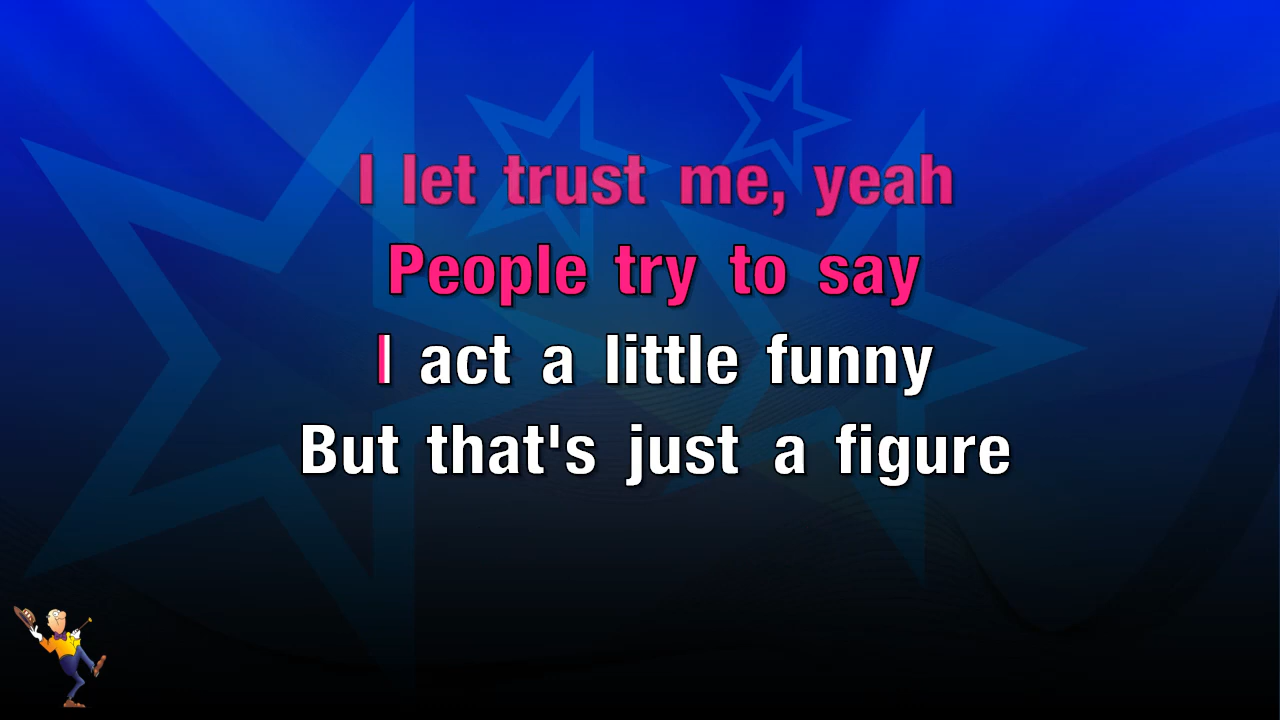 I let trust me, yeah
People try to say
I act a little funny
But that's just a figure